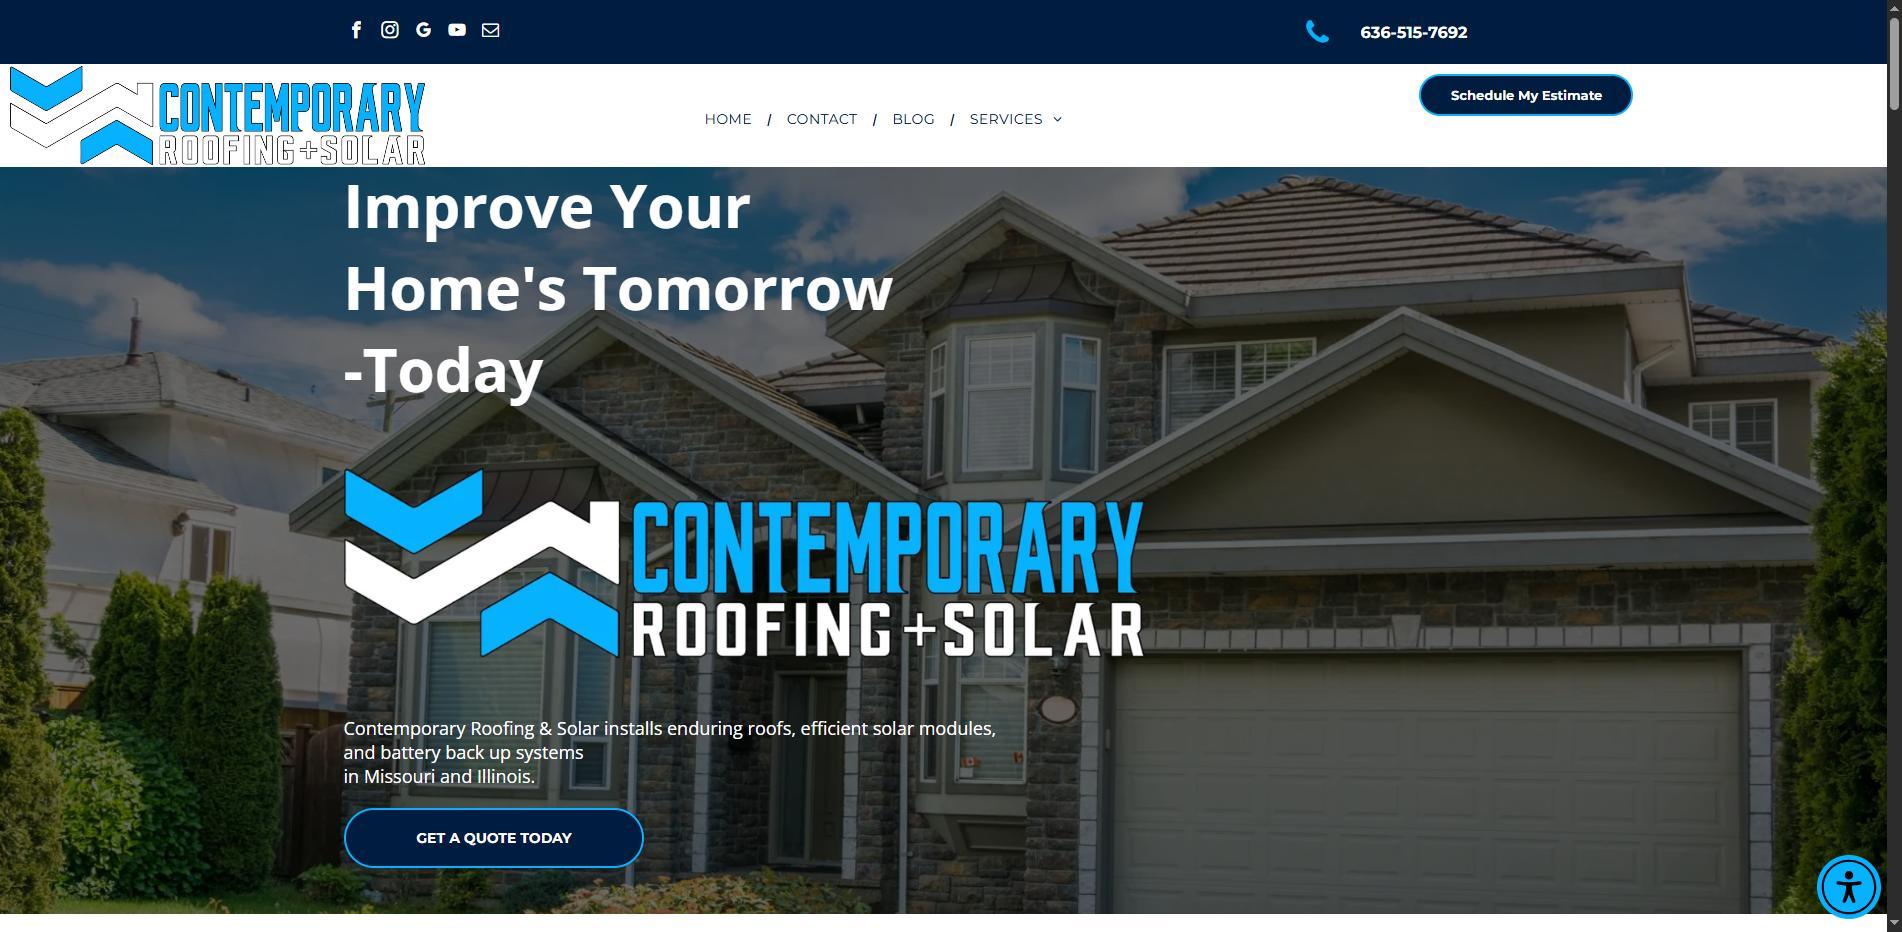 636-515-7692
CONTEMPORARY
ROOFING+SOLAR
HOME / CONTACT / BLOG / SERVICES
Schedule My Estimate
Improve Your
Home's Tomorrow
-Today
CONTEMPORARY
ROOFING+SOLAR
Contemporary Roofing & Solar installs enduring roofs, efficient solar modules,
and battery back up systems
in Missouri and Illinois.
GET A QUOTE TODAY